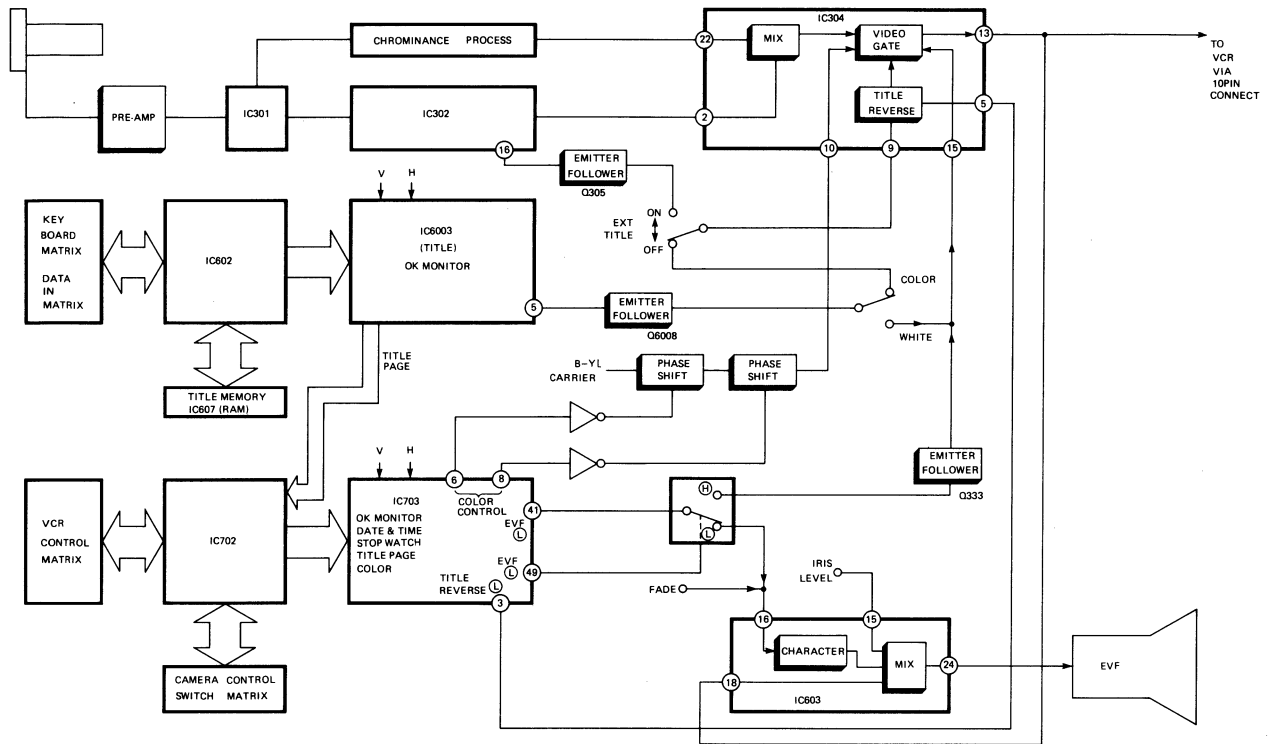 IC304
CHROMINANCE PROCESS
22
MIX
VIDEO
GATE
13
TO
VCR
VIA
10PIN
CONNECT
PRE-AMP
IC301
IC302
2
TITLE
REVERSE
5
16
10
9
15
EMITTER
FOLLOWER
Q305
V
H
KEY
BOARD
MATRIX
DATA
IN
MATRIX
IC602
IC6003
(TITLE)
OK MONITOR
EXT
TITLE
ON
OFF
5
EMITTER
FOLLOWER
Q6008
COLOR
WHITE
TITLE
PAGE
TITLE MEMORY
IC607 (RAM)
B-YL
CARRIER
PHASE
SHIFT
PHASE
SHIFT
V
H
6
8
EMITTER
FOLLOWER
Q333
VCR
CONTROL
MATRIX
IC702
IC703
OK MONITOR
DATE & TIME
STOP WATCH
TITLE PAGE
COLOR
COLOR
CONTROL
41
EVF
L
EVF
L
49
TITLE
REVERSE L
3
H
L
FADE
IRIS
LEVEL
16
15
CHARACTER
MIX
24
18
IC603
EVF
CAMERA CONTROL
SWITCH MATRIX